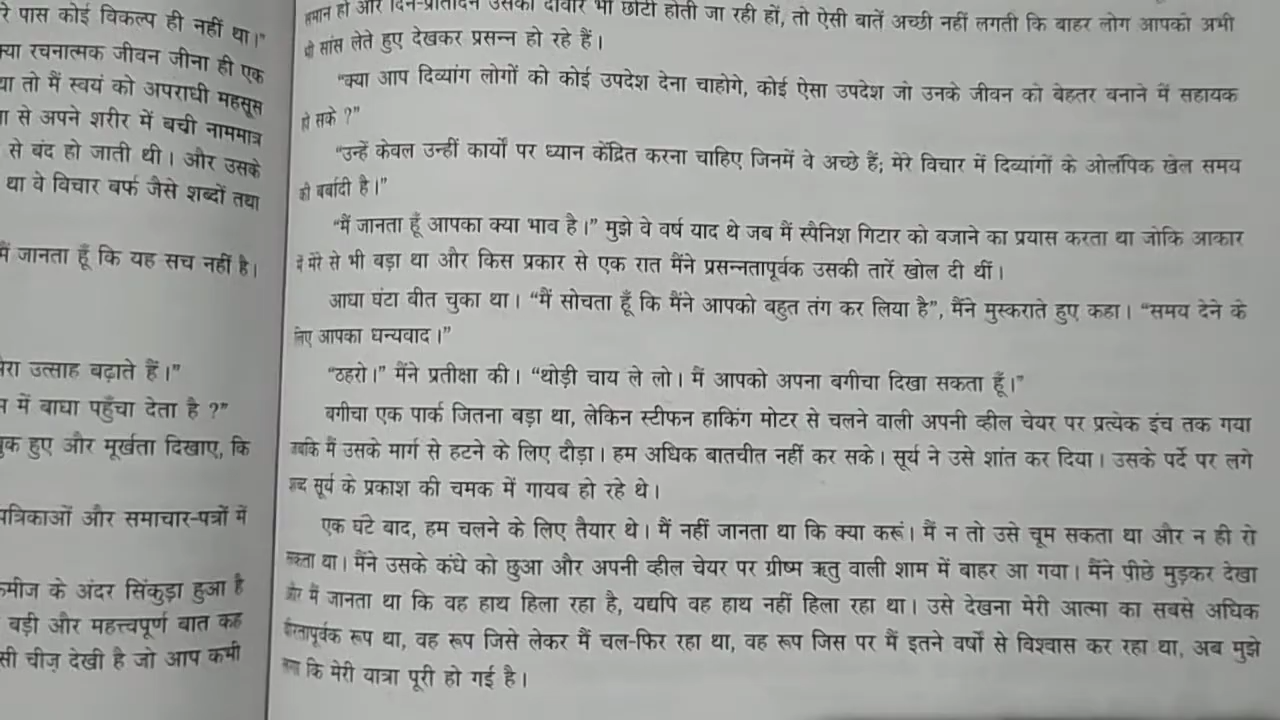 रे पास कोई विकल्प ही नहीं था।"
क्या रचनात्मक जीवन जीना ही एक
था तो मैं स्वयं को अपराधी महसूस
से अपने शरीर में बची नाममात्र
से बंद हो जाती थी। और उसके
था वे विचार बर्फ जैसे शब्दों तथा
मैं जानता हूँ कि यह सच नहीं है।
मेरा उत्साह बढ़ाते हैं।"
में बाधा पहुँचा देता है ?"
हुए और मूर्खता दिखाए, कि
पत्रिकाओं और समाचार-पत्रों में
कमीज के अंदर सिंकुड़ा हुआ है
बड़ी और महत्त्वपूर्ण बात कह
सी चीज़ देखी है जो आप कमी
समान हो और दिन-प्रतिदिन उसकी दीवार भी छोटी होती जा रही हों, तो ऐसी बातें अच्छी नहीं लगती कि बाहर लोग आपको अभी
भी सांस लेते हुए देखकर प्रसन्न हो रहे हैं।
"क्या आप दिव्यांग लोगों को कोई उपदेश देना चाहोगे, कोई ऐसा उपदेश जो उनके जीवन को बेहतर बनाने में सहायक
हो सके ?"
"उन्हें केवल उन्हीं कार्यों पर ध्यान केंद्रित करना चाहिए जिनमें वे अच्छे हैं; मेरे विचार में दिव्यांगों के ओलंपिक खेल समय
की बर्बादी है।"
"मैं जानता हूँ आपका क्या भाव है।" मुझे वे वर्ष याद थे जब मैं स्पैनिश गिटार को बजाने का प्रयास करता था जोकि आकार
में मेरे से भी बड़ा था और किस प्रकार से एक रात मैंने प्रसन्नतापूर्वक उसकी तारें खोल दी थीं।
आधा घंटा बीत चुका था। "मैं सोचता हूँ कि मैंने आपको बहुत तंग कर लिया है", मैंने मुस्कराते हुए कहा। "समय देने के
लिए आपका धन्यवाद।"
"ठहरो।" मैंने प्रतीक्षा की। "थोड़ी चाय ले लो। मैं आपको अपना बगीचा दिखा सकता हूँ।"
बगीचा एक पार्क जितना बड़ा था, लेकिन स्टीफन हाकिंग मोटर से चलने वाली अपनी व्हील चेयर पर प्रत्येक इंच तक गया
जबकि मैं उसके मार्ग से हटने के लिए दौड़ा। हम अधिक बातचीत नहीं कर सके। सूर्य ने उसे शांत कर दिया। उसके पर्दे पर लगे
शब्द सूर्य के प्रकाश की चमक में गायब हो रहे थे।
एक घंटे बाद, हम चलने के लिए तैयार थे। मैं नहीं जानता था कि क्या करूं। मैं न तो उसे चूम सकता था और न ही रो
सकता था। मैंने उसके कंधे को छुआ और अपनी व्हील चेयर पर ग्रीष्म ऋतु वाली शाम में बाहर आ गया। मैंने पीछे मुड़कर देखा
और मैं जानता था कि वह हाथ हिला रहा है, यद्यपि वह हाथ नहीं हिला रहा था। उसे देखना मेरी आत्मा का सबसे अधिक
वीरतापूर्वक रूप था, वह रूप जिसे लेकर मैं चल-फिर रहा था, वह रूप जिस पर मैं इतने वर्षों से विश्वास कर रहा था, अब मुझे
लगा कि मेरी यात्रा पूरी हो गई है।